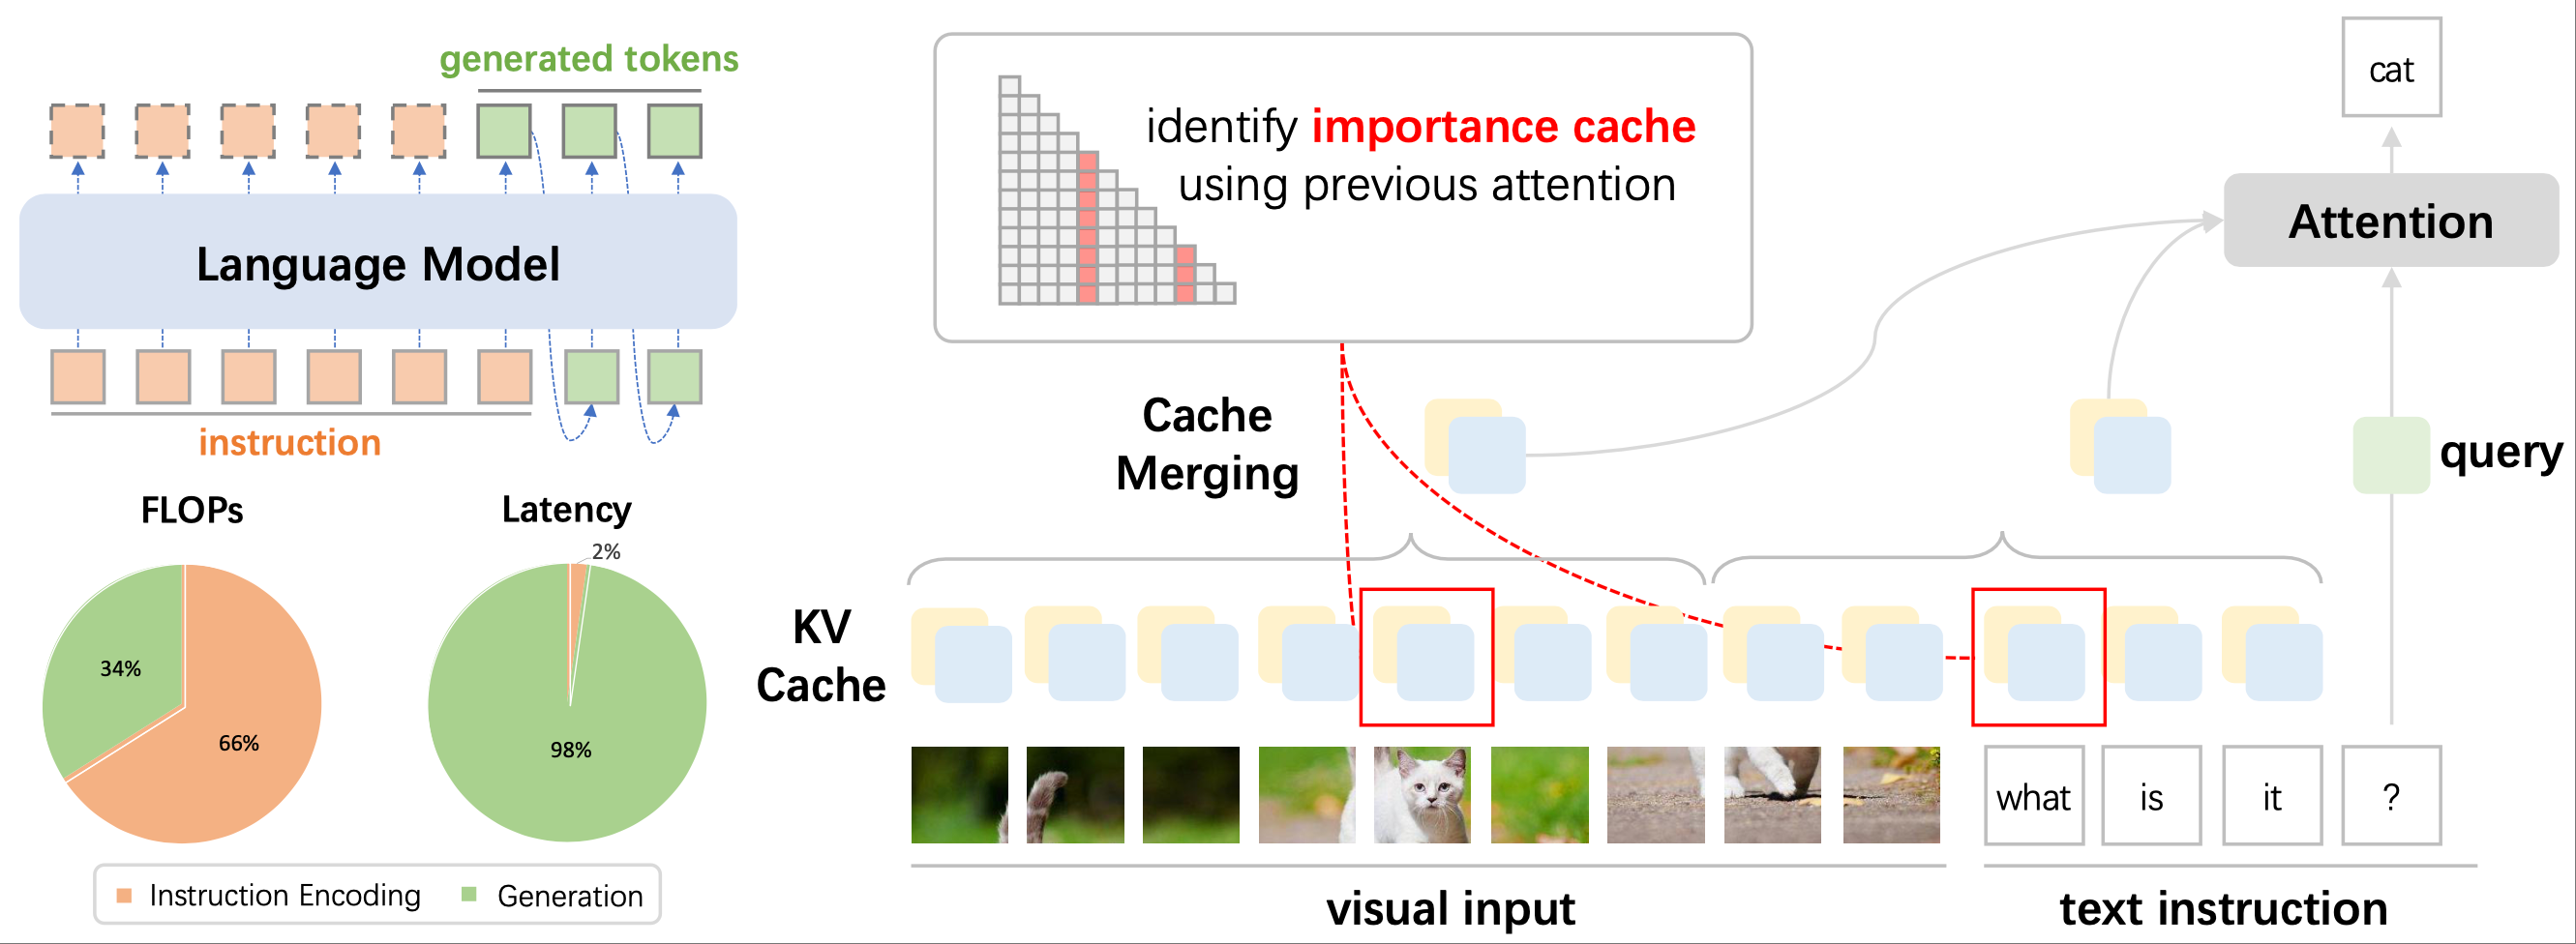 generated tokens
Language Model
instruction
FLOPs
Latency
34%
66%
2%
98%
Instruction Encoding
Generation
identify importance cache
using previous attention
cat
Attention
Cache
Merging
query
KV
Cache
what
is
it
?
visual input
text instruction